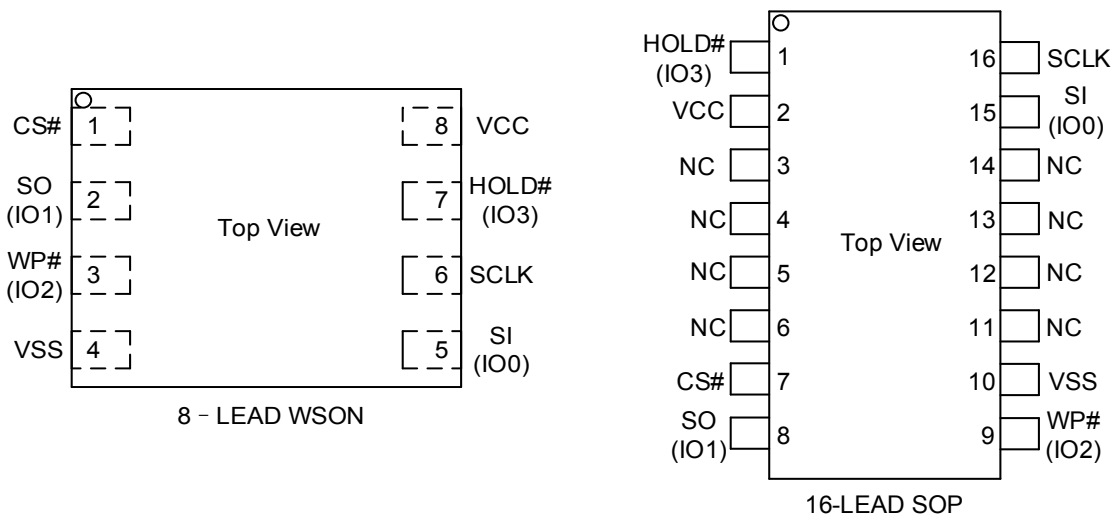 CS#
1
SO
(IO1)
2
WP#
(IO2)
3
VSS
4
Top View
8
VCC
7
HOLD#
(IO3)
6
SCLK
5
SI
(IO0)
8 – LEAD WSON
HOLD#
(IO3)
1
VCC
2
NC
3
NC
4
NC
5
NC
6
CS#
7
SO
(IO1)
8
Top View
16
SCLK
15
SI
(IO0)
14
NC
13
NC
12
NC
11
NC
10
VSS
9
WP#
(IO2)
16-LEAD SOP